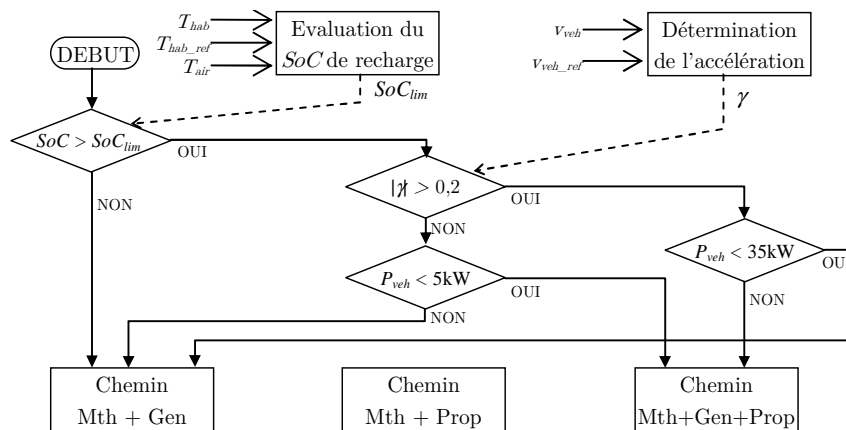 DEBUT
T_hab
T_hab_ref
T_air
Evaluation du
SoC de recharge
v_veh
v_veh_ref
Détermination
de l'accélération
SoC_lim
γ
SoC > SoC_lim
OUI
NON
|γ| > 0,2
OUI
NON
P_veh < 35kW
OU
NON
P_veh < 5kW
OUI
NON
Chemin
Mth + Gen
Chemin
Mth + Prop
Chemin
Mth+Gen+Prop